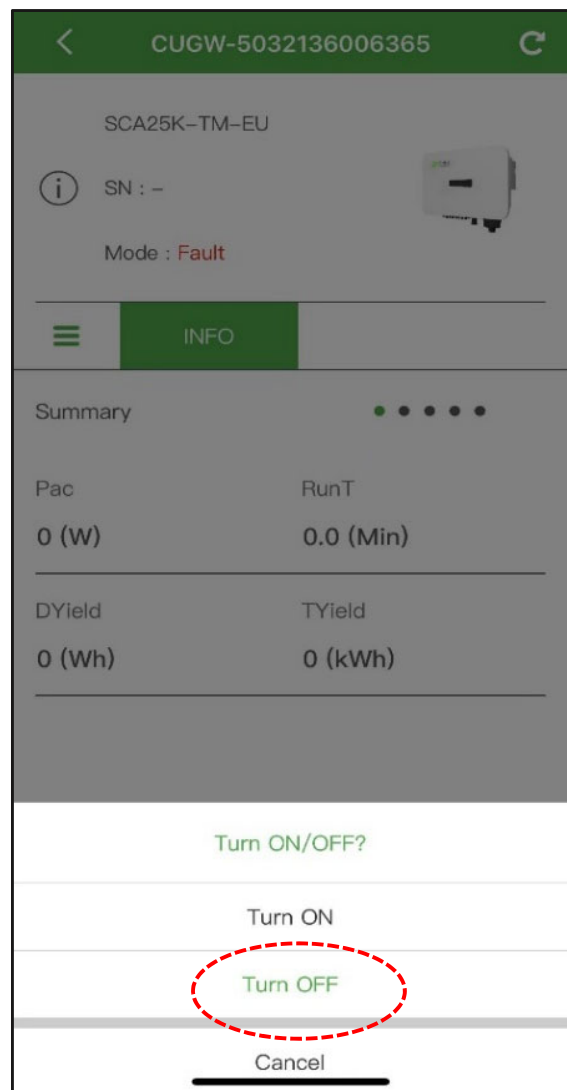 CUGW-5032136006365
SCA25K-TM-EU
SN : –
Mode : Fault
INFO
Summary
Pac RunT
0 (W) 0.0 (Min)
DYield TYield
0 (Wh) 0 (kWh)
Turn ON/OFF?
Turn ON
Turn OFF
Cancel